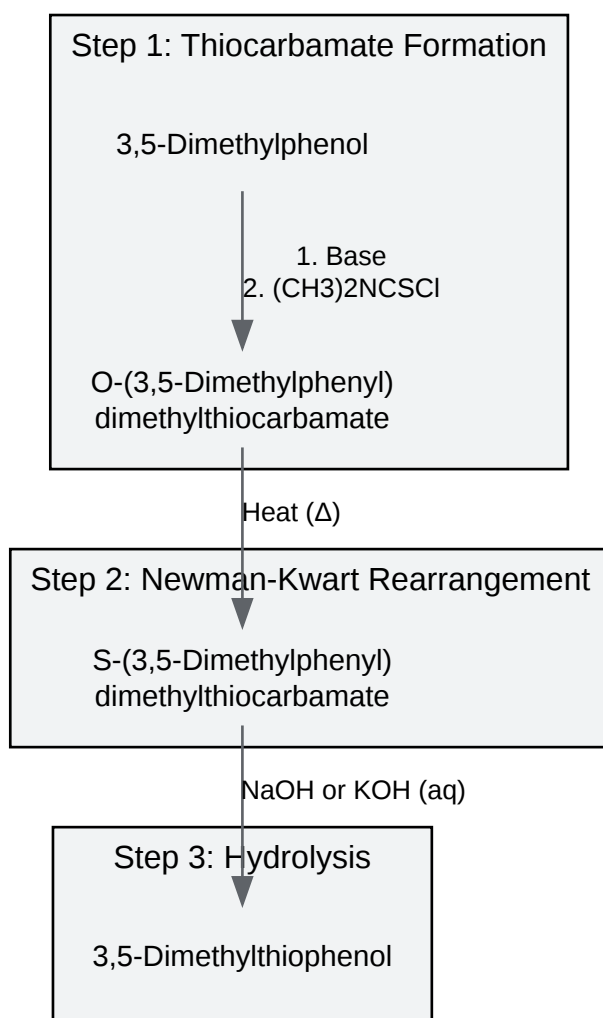 Step 1: Thiocarbamate Formation
3,5-Dimethylphenol
1. Base
2. (CH3)2NCSCl
O-(3,5-Dimethylphenyl)
dimethylthiocarbamate
Heat (Δ)
Step 2: Newman-Kwart Rearrangement
S-(3,5-Dimethylphenyl)
dimethylthiocarbamate
NaOH or KOH (aq)
Step 3: Hydrolysis
3,5-Dimethylthiophenol